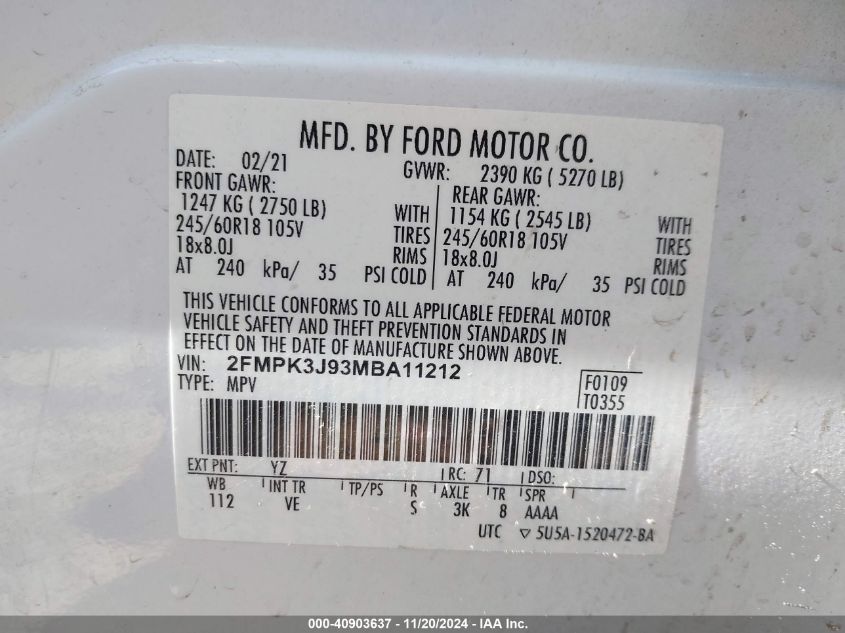 MFD. BY FORD MOTOR CO.
DATE: 02/21 GVWR: 2390 KG ( 5270 LB)
FRONT GAWR: REAR GAWR:
1247 KG ( 2750 LB) WITH 1154 KG ( 2545 LB) WITH
245/60R18 105V TIRES 245/60R18 105V TIRES
18x8.0J RIMS 18x8.0J RIMS
AT 240 kPa/ 35 PSI COLD AT 240 kPa/ 35 PSI COLD
THIS VEHICLE CONFORMS TO ALL APPLICABLE FEDERAL MOTOR
VEHICLE SAFETY AND THEFT PREVENTION STANDARDS IN
EFFECT ON THE DATE OF MANUFACTURE SHOWN ABOVE.
VIN: 2FMPK3J93MBA11212
TYPE: MPV
F0109
T0355
EXT PNT: YZ RC: 71 DSO:
WB INT TR TP/PS R AXLE TR SPR
112 VE S 3K 8 AAAA
UTC ▽ 5U5A-1520472-BA
000-40903637 - 11/20/2024 - IAA Inc.